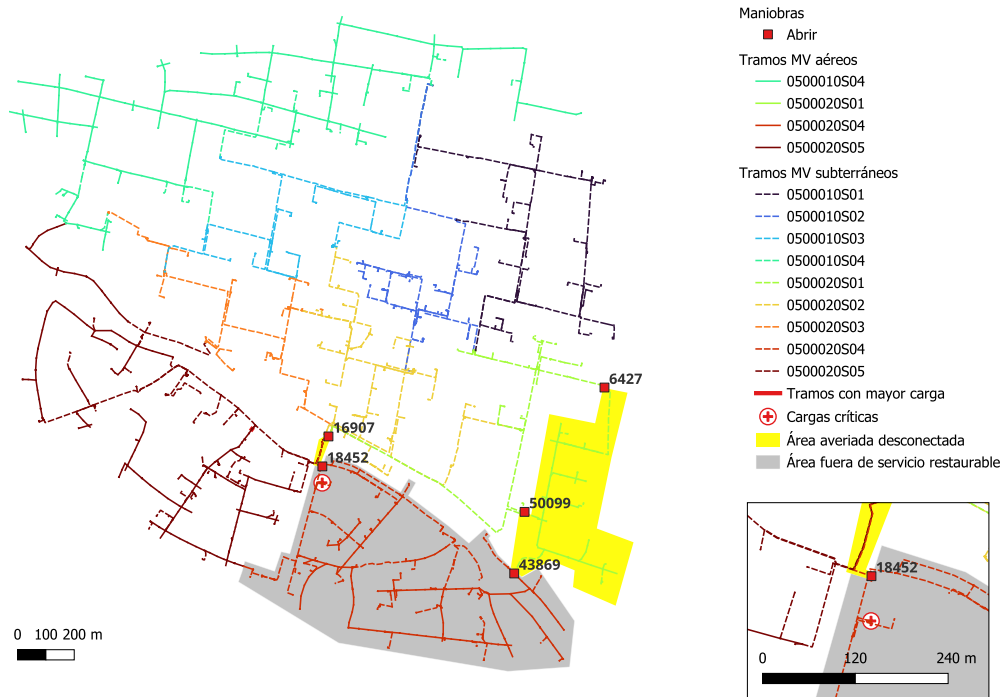 Maniobras
Abrir
Tramos MV aéreos
0500010S04
0500020S01
0500020S04
0500020S05
Tramos MV subterráneos
0500010S01
0500010S02
0500010S03
0500010S04
0500020S01
0500020S02
0500020S03
0500020S04
0500020S05
Tramos con mayor carga
Cargas críticas
Área averiada desconectada
Área fuera de servicio restaurable
6427
16907
18452
50099
43869
0 100 200 m
18452
0 120 240 m